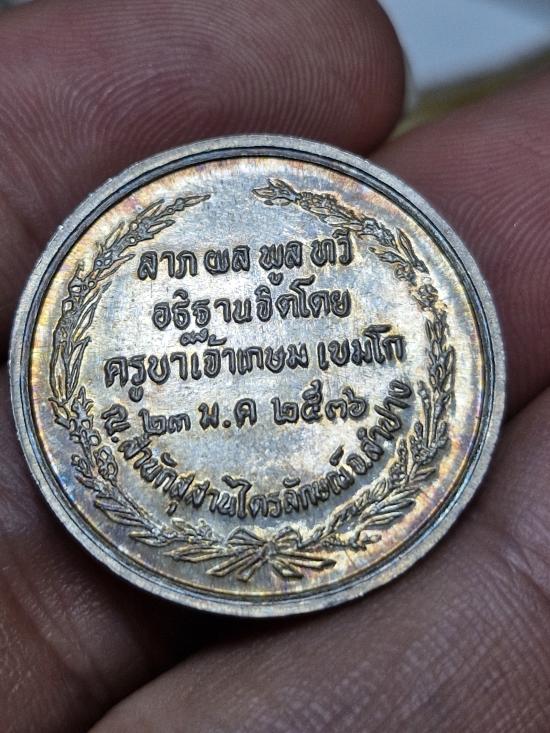 ลาภ ผล พูล ทวี
อธิฐานจิตโดย
ครูบาเจ้าเกษม เขมโก
๒๓ ม.ค ๒๕๓๖
ณ.สำนักสุสานไตรลักษณ์จ.ลำปาง